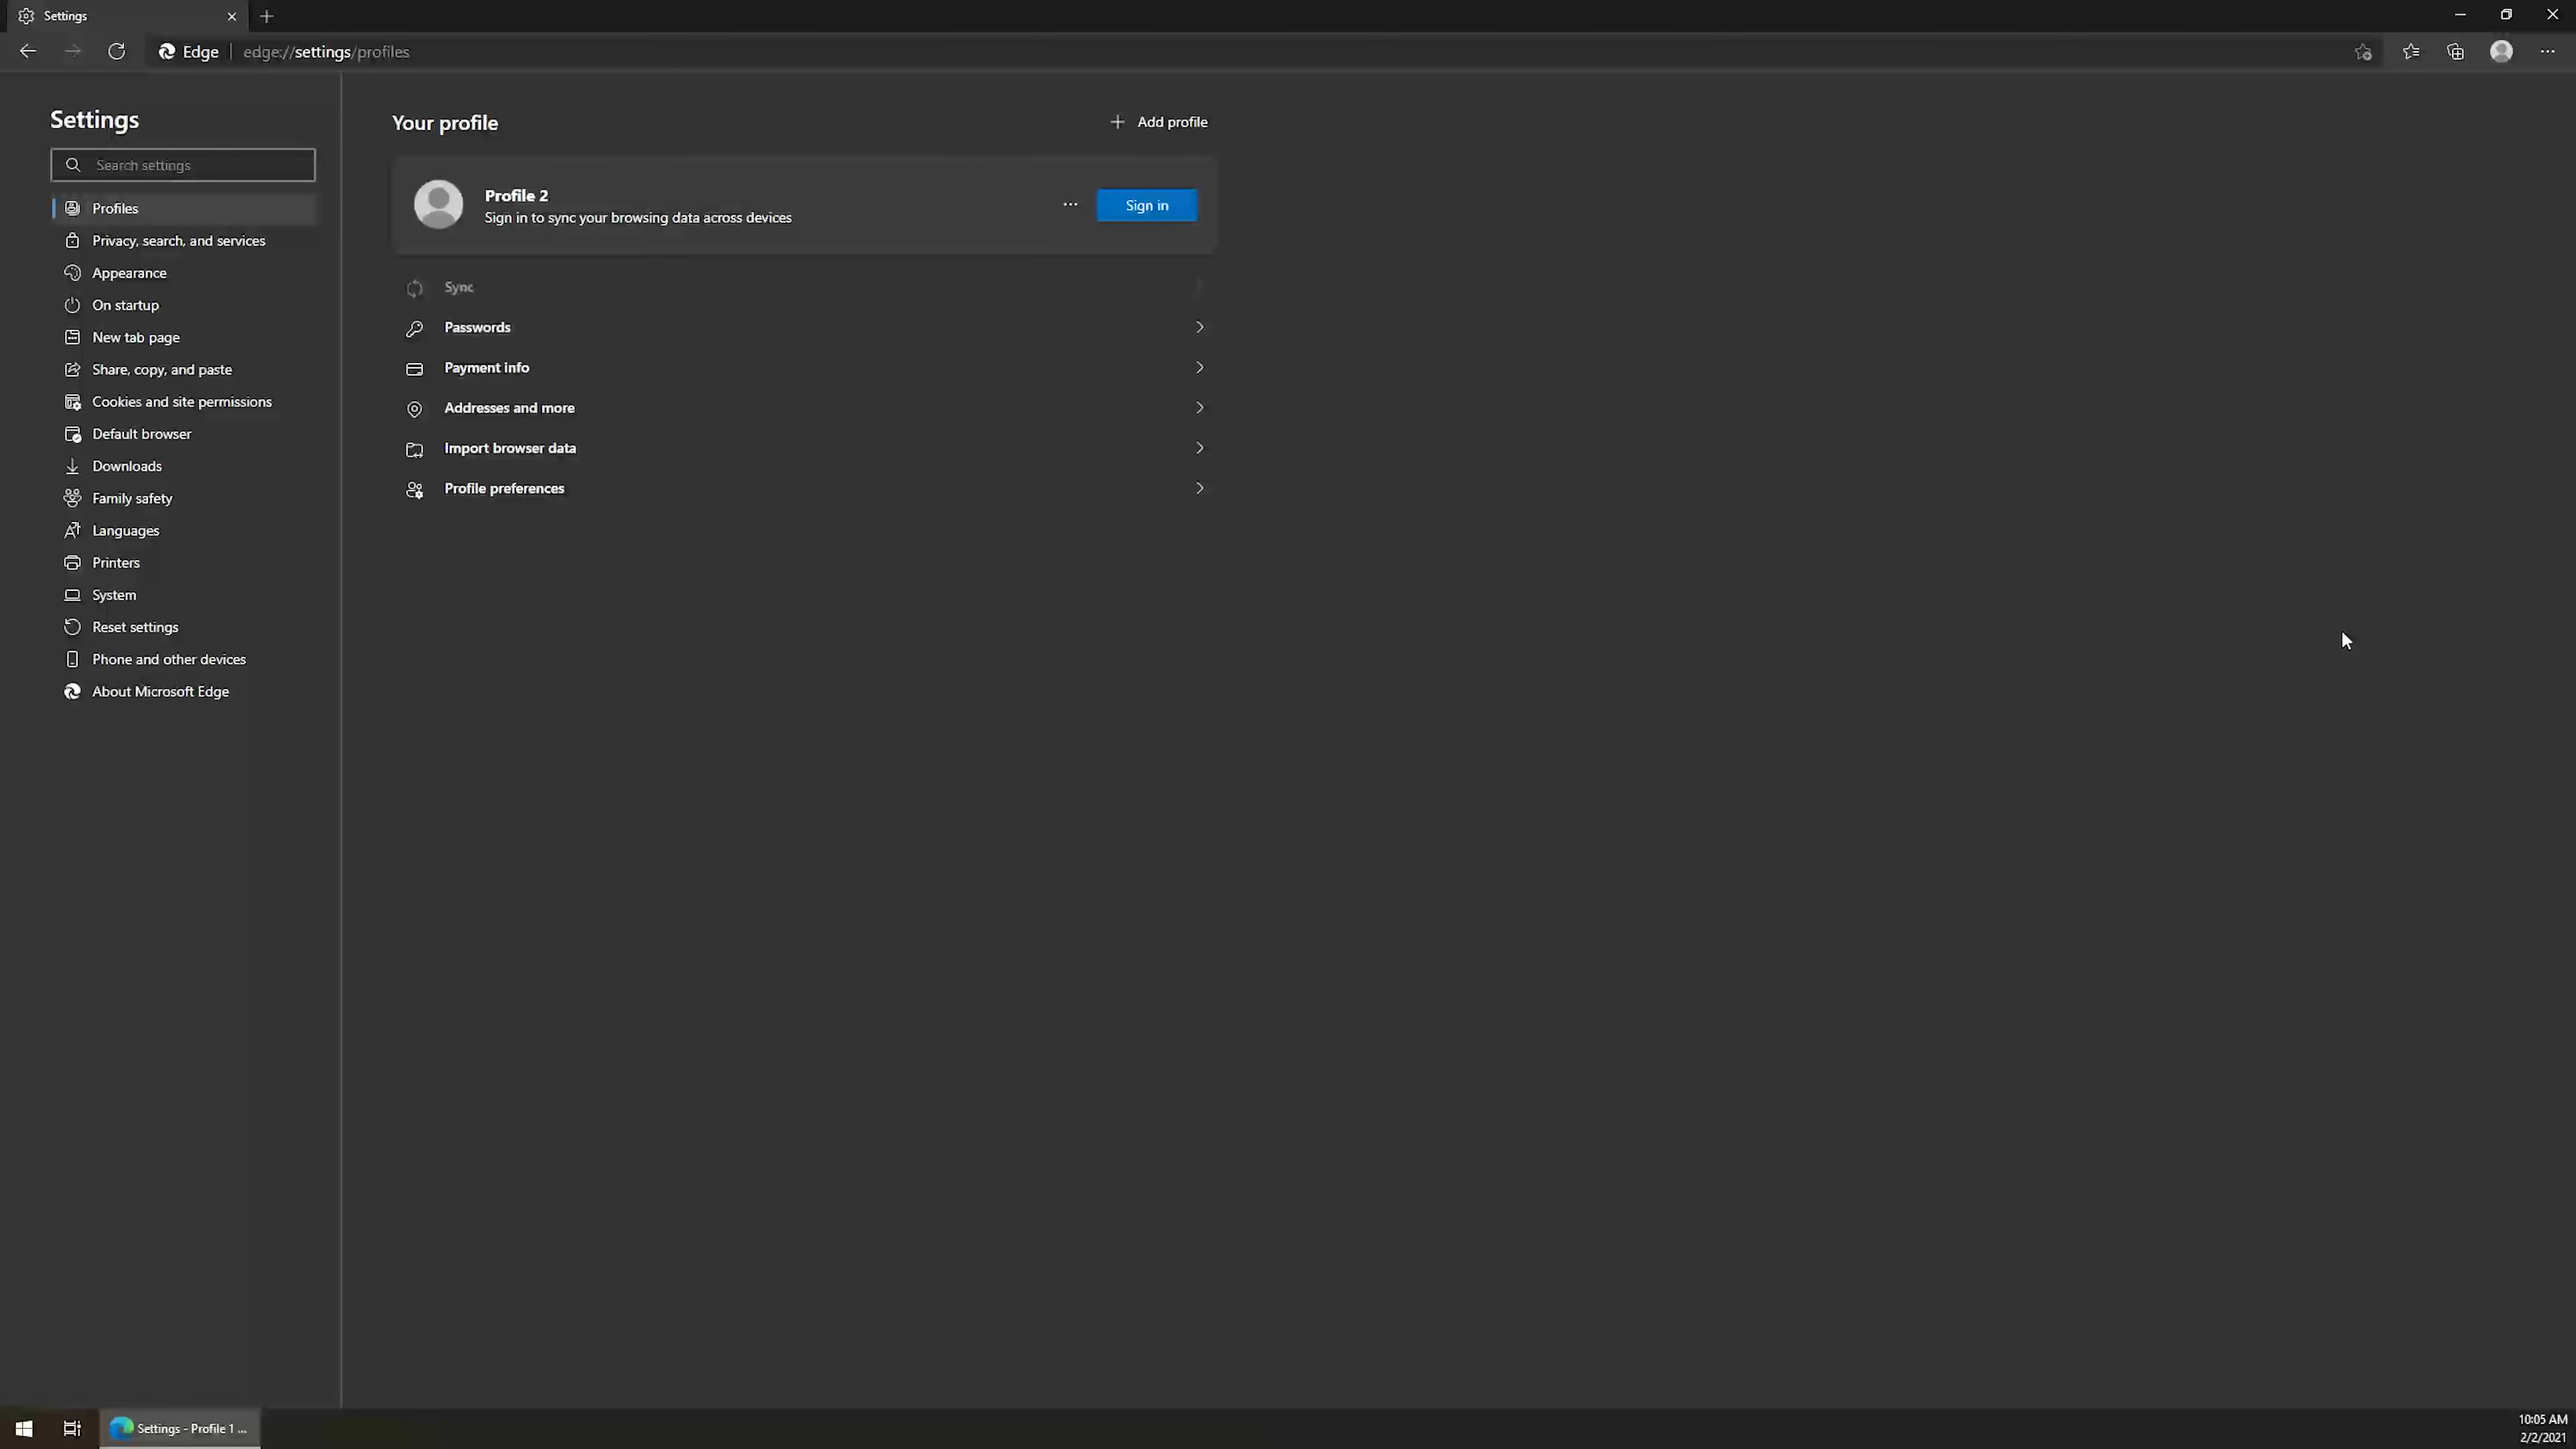 Settings
Edge
edge://settings/profiles
Settings
Search settings
Profiles
Privacy, search, and services
Appearance
On startup
New tab page
Share, copy, and paste
Cookies and site permissions
Default browser
Downloads
Family safety
Languages
Printers
System
Reset settings
Phone and other devices
About Microsoft Edge
Your profile
Add profile
Profile 2
Sign in to sync your browsing data across devices
Sign in
Sync
Passwords
Payment info
Addresses and more
Import browser data
Profile preferences
Settings - Profile 1 ...
10:05 AM
2/2/2021